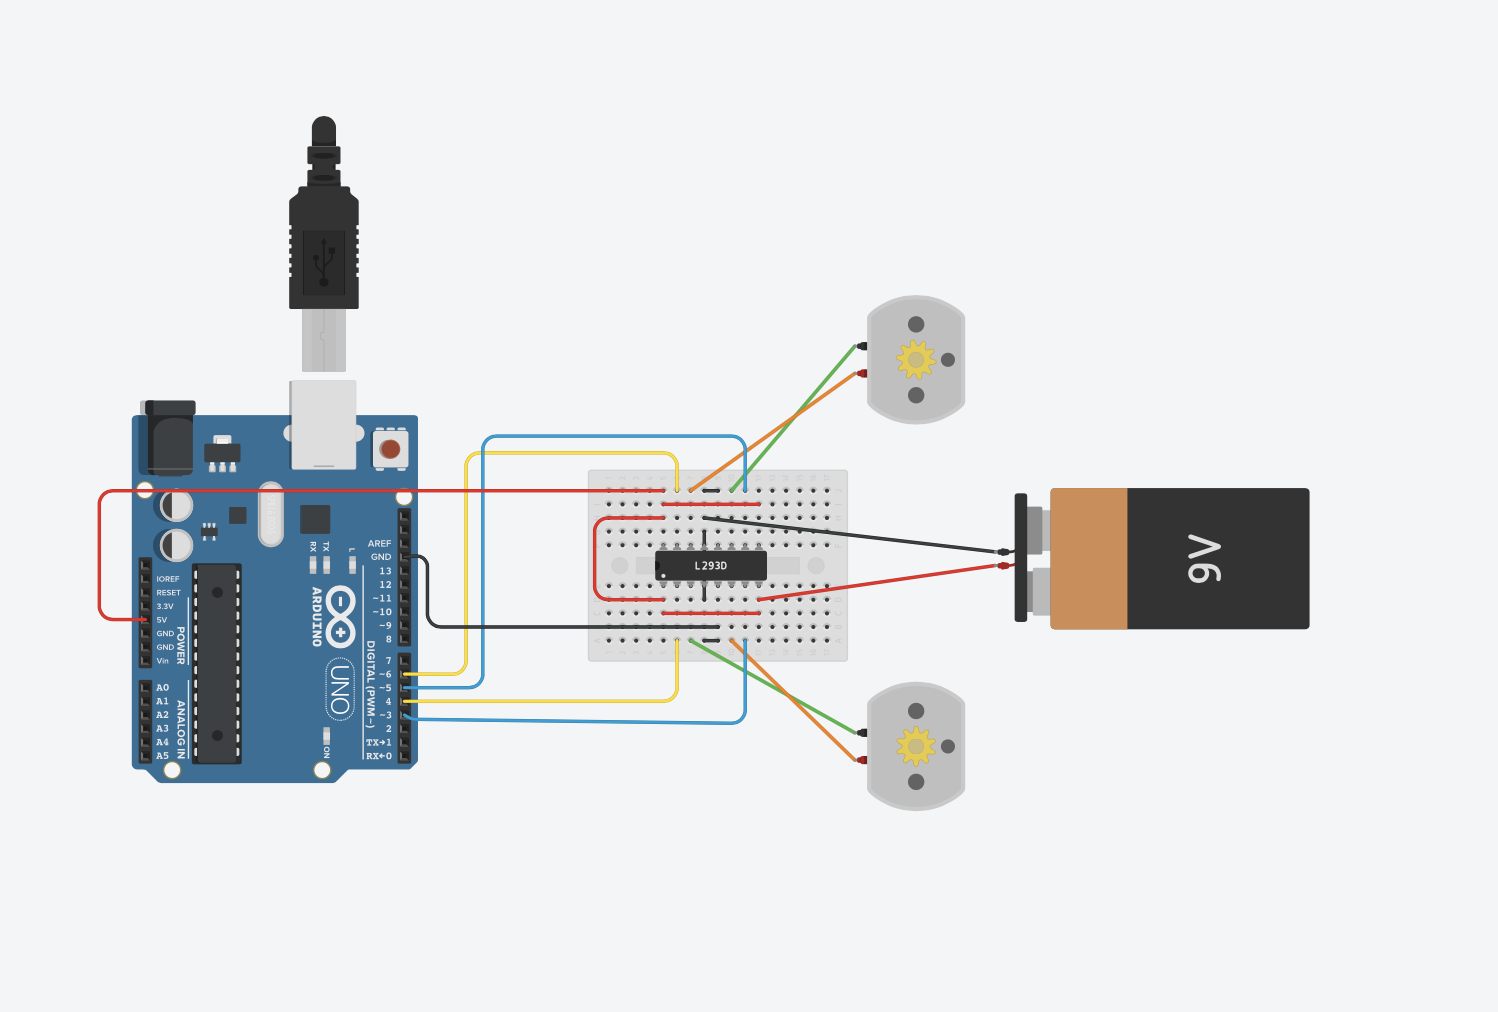 AREF
GND
13
12
~11
~10
~9
8
7
~6
~5
4
~3
2
TX→1
RX←0
DIGITAL (PWM~)
RX
TX
L
ARDUINO
UNO
ON
IOREF
RESET
3.3V
5V
GND
GND
Vin
POWER
A0
A1
A2
A3
A4
A5
ANALOG IN
L293D
9V